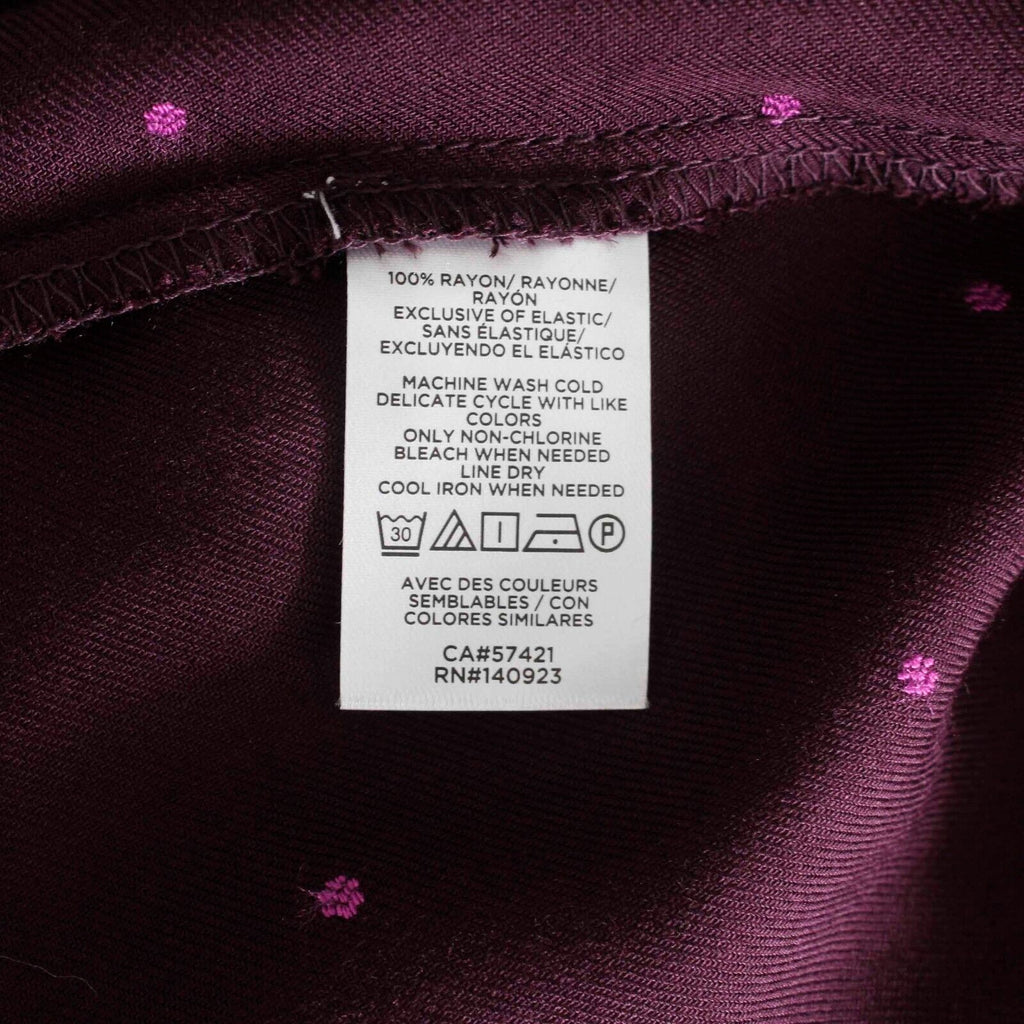 100% RAYON/ RAYONNE/
RAYÓN
EXCLUSIVE OF ELASTIC/
SANS ÉLASTIQUE/
EXCLUYENDO EL ELÁSTICO
MACHINE WASH COLD
DELICATE CYCLE WITH LIKE
COLORS
ONLY NON-CHLORINE
BLEACH WHEN NEEDED
LINE DRY
COOL IRON WHEN NEEDED
30 P
AVEC DES COULEURS
SEMBLABLES / CON
COLORES SIMILARES
CA#57421
RN#140923